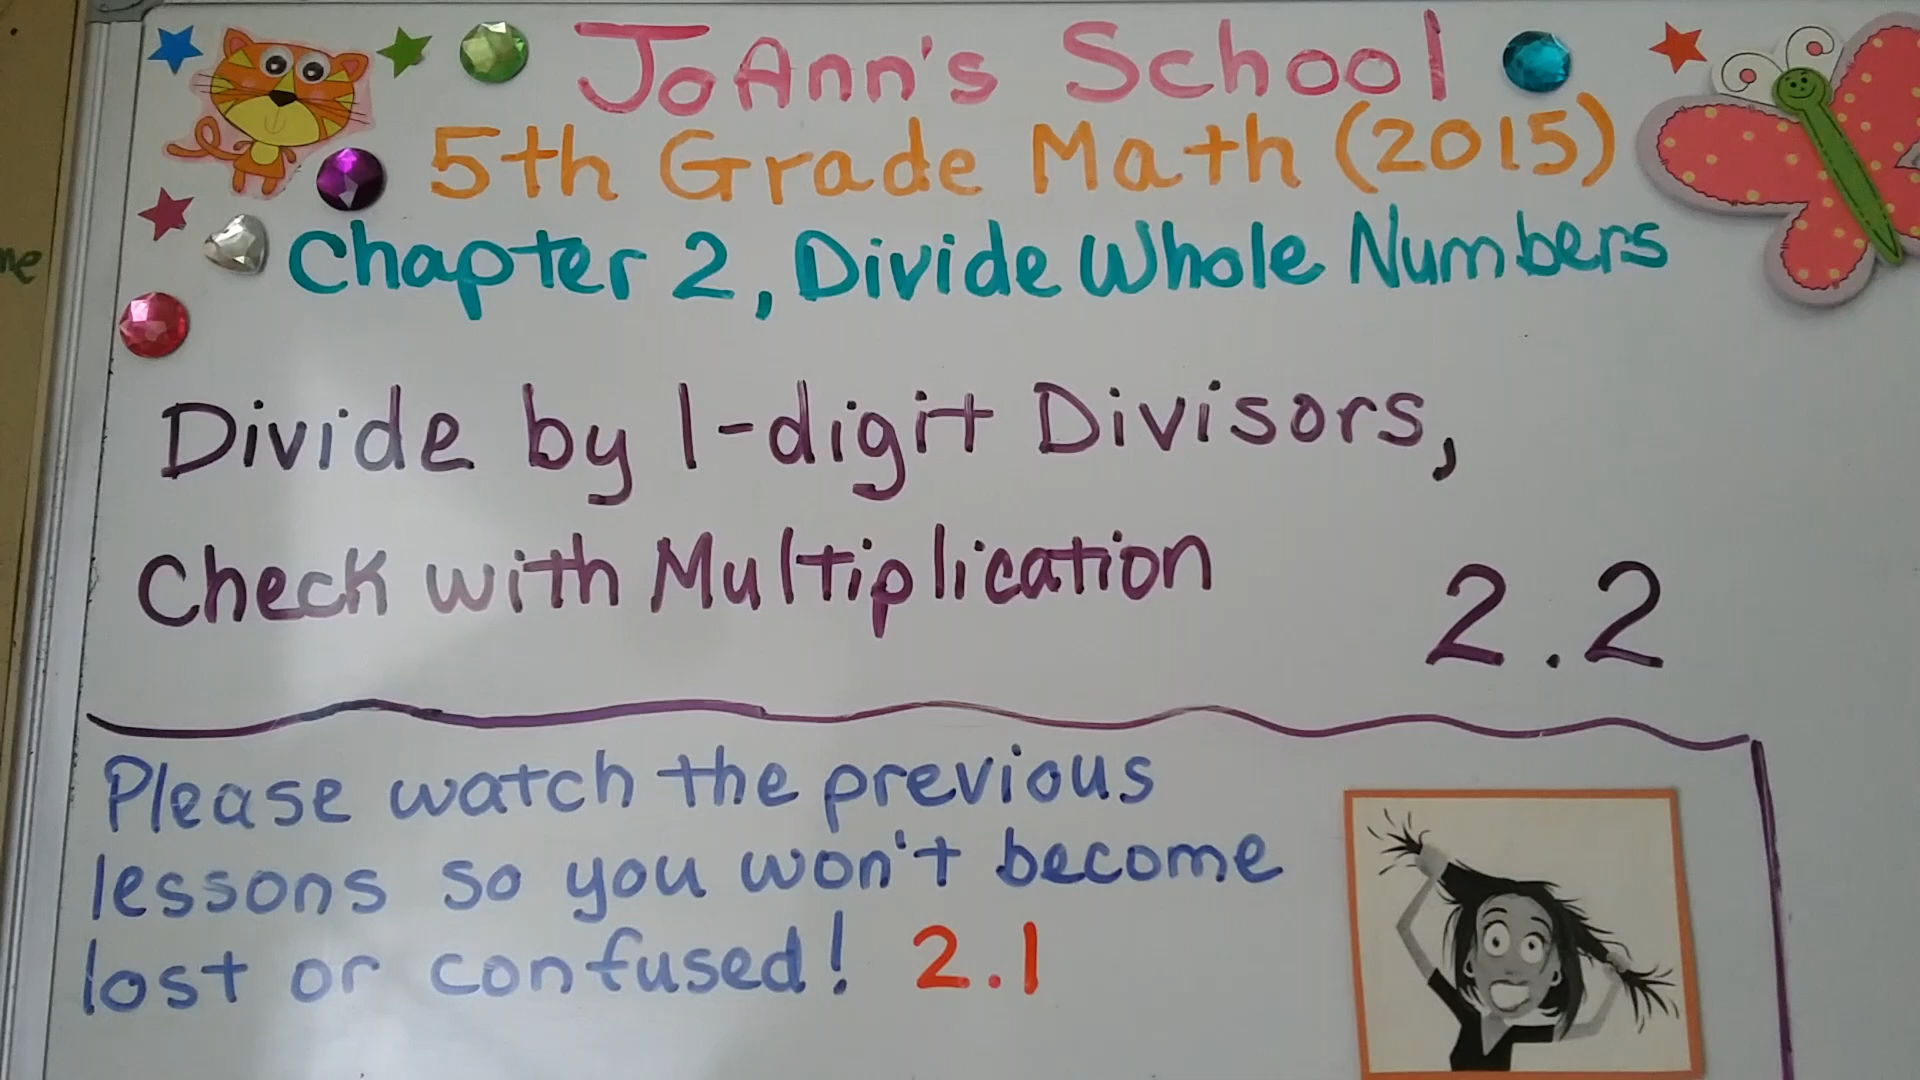 JoAnn's School
5th Grade Math (2015)
Chapter 2, Divide Whole Numbers
Divide by 1-digit Divisors,
Check with Multiplication
2.2
Please watch the previous
lessons so you won't become
lost or confused! 2.1